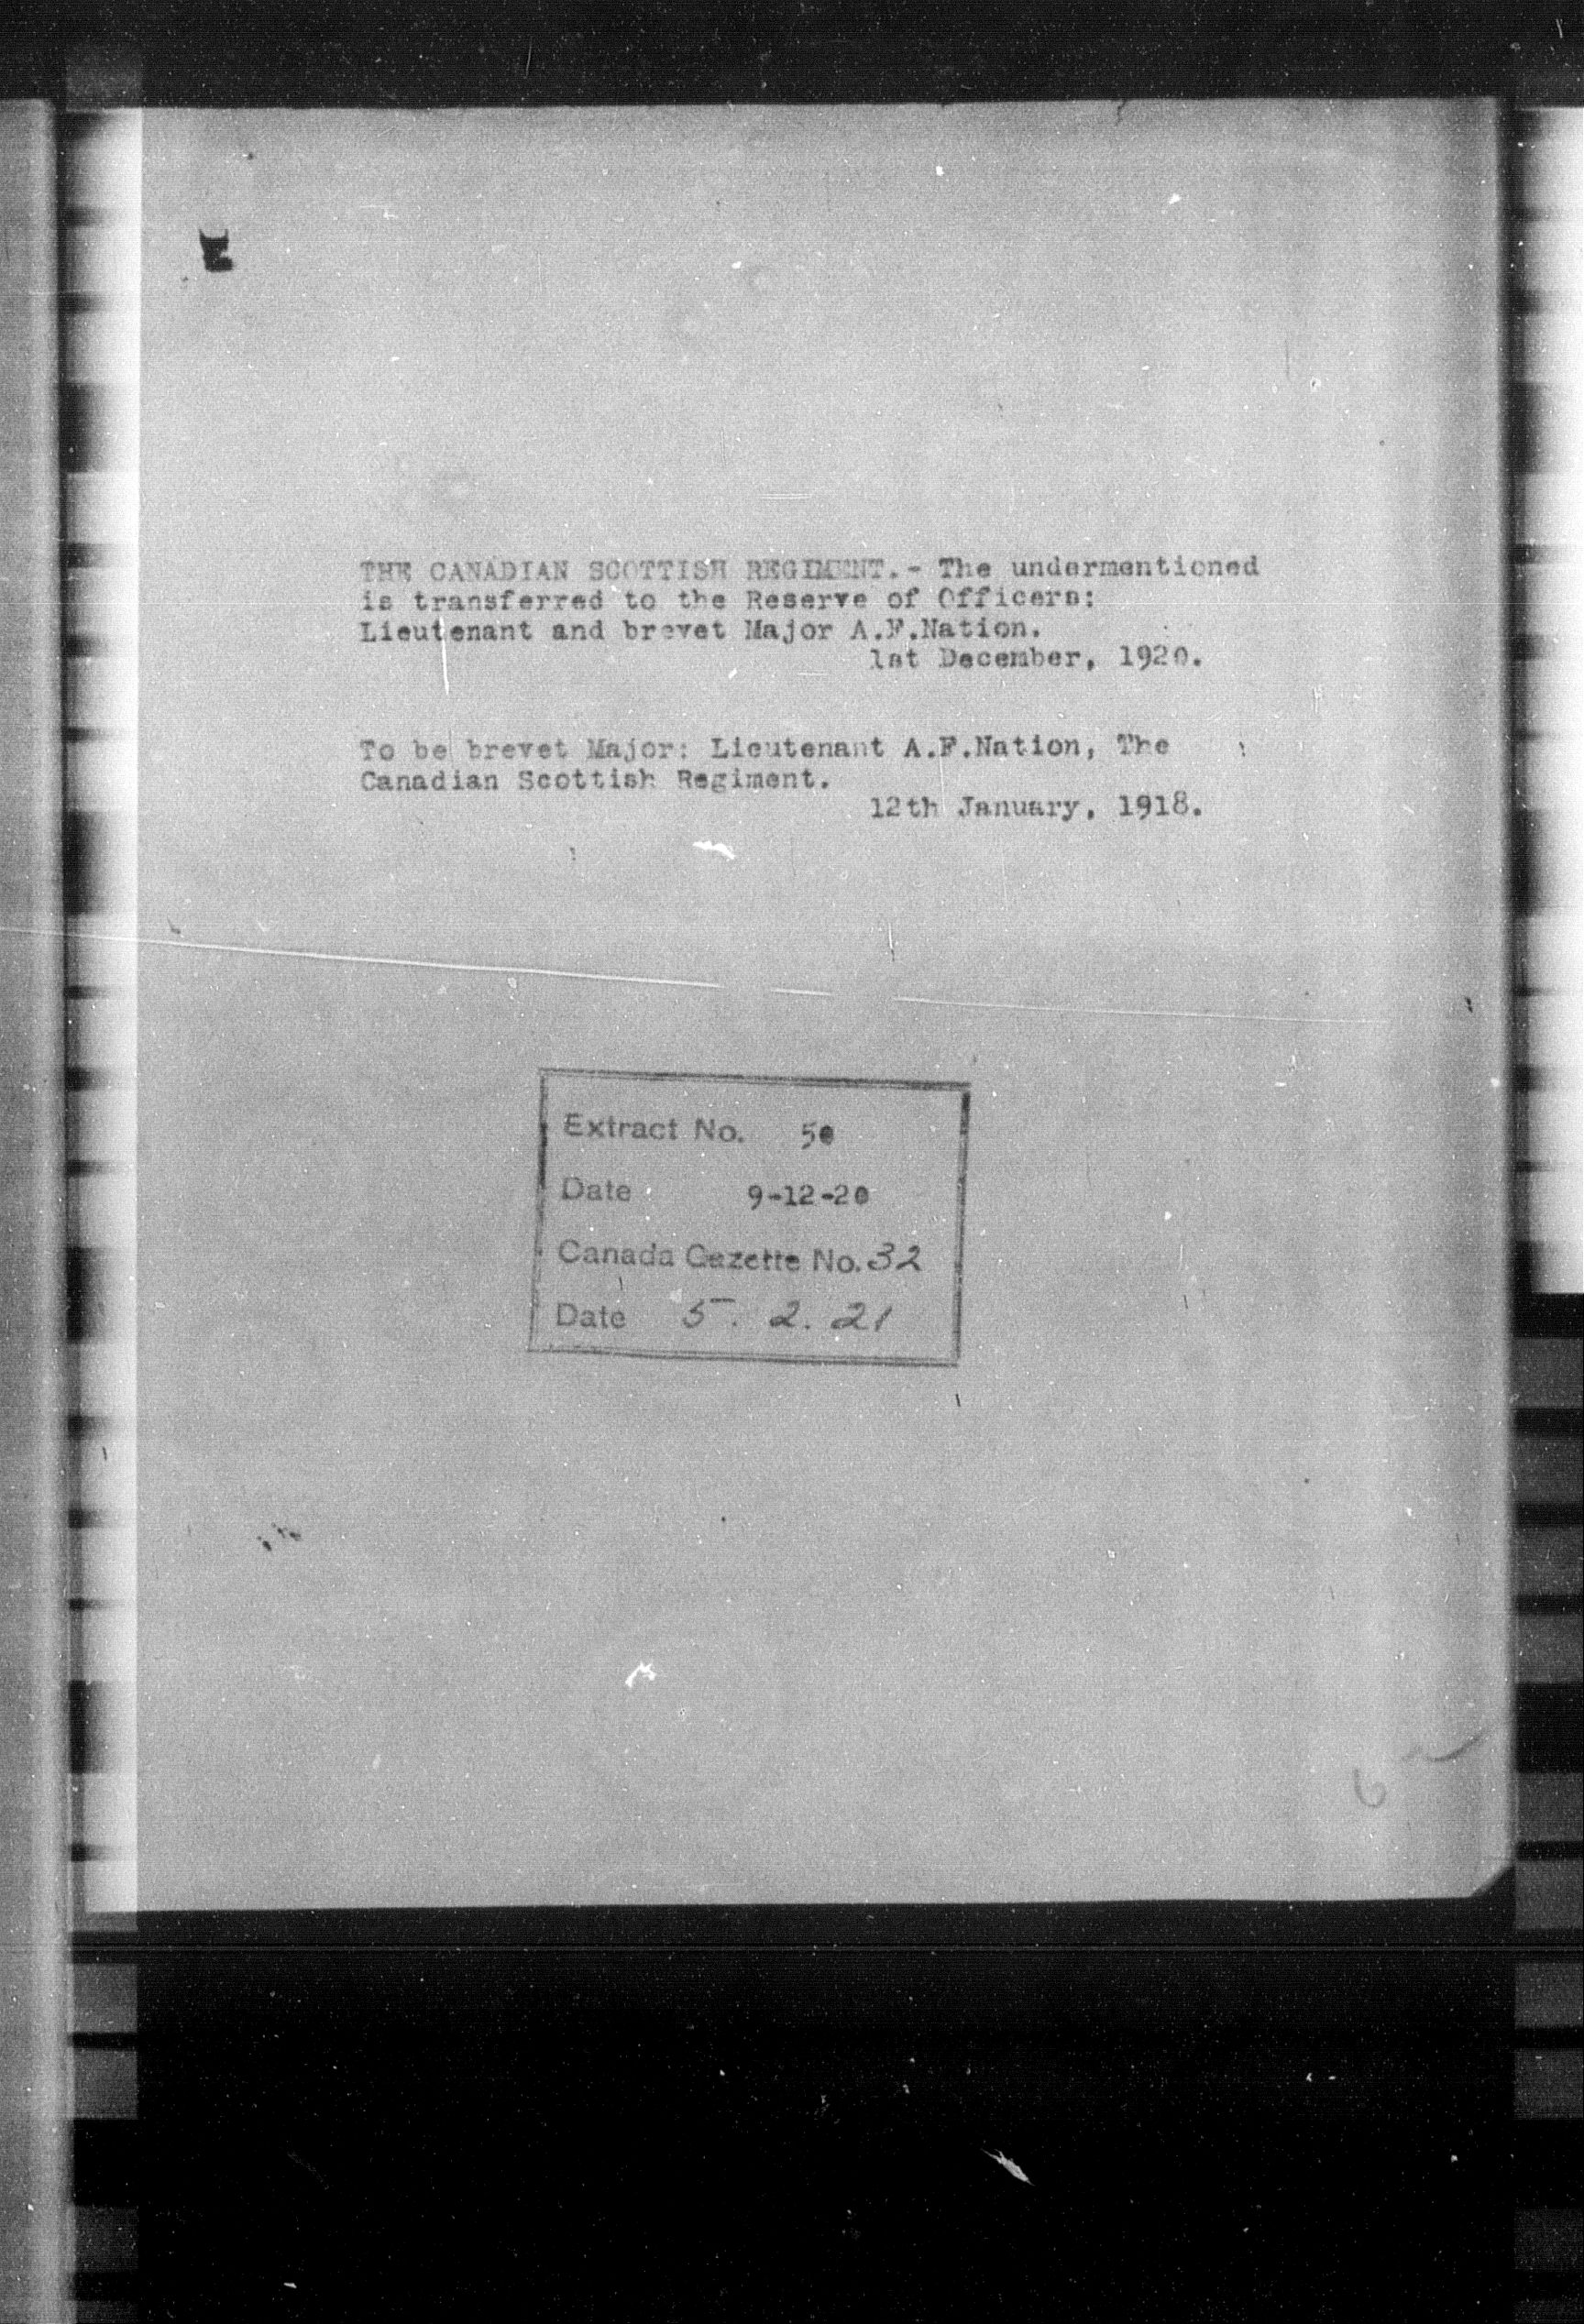 THE CANADIAN SCOTTISH REGIMENT.- The undermentioned
is transferred to the Reserve of Officers:
Lieutenant and brevet Major A.F.Nation.
1st December, 1920.
To be brevet Major: Lieutenant A.F.Nation, The
Canadian Scottish Regiment.
12th January, 1918.
Extract No. 50
Date 9-12-20
Canada Gazette No. 32
Date 5. 2. 21